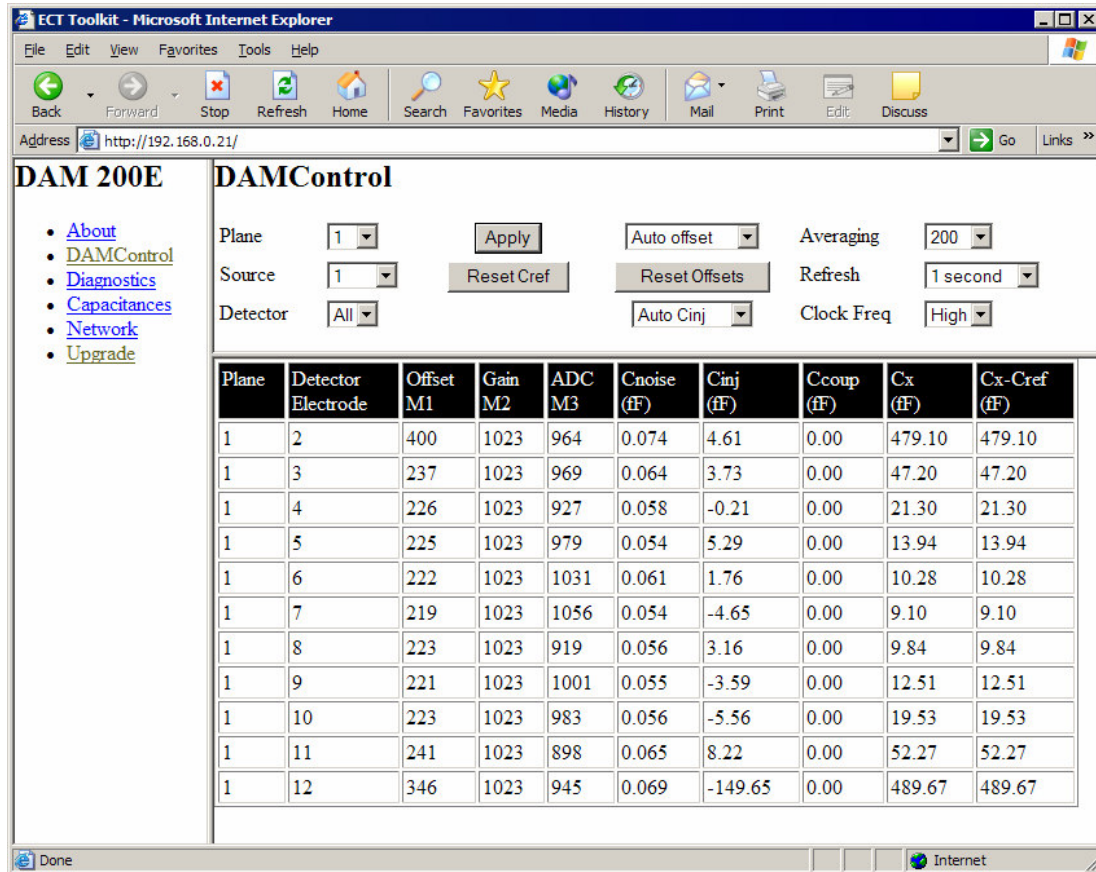 ECT Toolkit - Microsoft Internet Explorer
File Edit View Favorites Tools Help
Back Forward Stop Refresh Home Search Favorites Media History Mail Print Edit Discuss
Address http://192.168.0.21/ Go Links »
DAM 200E
About
DAMControl
Diagnostics
Capacitances
Network
Upgrade
DAMControl
Plane 1 Apply Auto offset Averaging 200
Source 1 Reset Cref Reset Offsets Refresh 1 second
Detector All Auto Cinj Clock Freq High
Plane Detector Electrode Offset M1 Gain M2 ADC M3 Cnoise (fF) Cinj (fF) Ccoup (fF) Cx (fF) Cx-Cref (fF)
1 2 400 1023 964 0.074 4.61 0.00 479.10 479.10
1 3 237 1023 969 0.064 3.73 0.00 47.20 47.20
1 4 226 1023 927 0.058 -0.21 0.00 21.30 21.30
1 5 225 1023 979 0.054 5.29 0.00 13.94 13.94
1 6 222 1023 1031 0.061 1.76 0.00 10.28 10.28
1 7 219 1023 1056 0.054 -4.65 0.00 9.10 9.10
1 8 223 1023 919 0.056 3.16 0.00 9.84 9.84
1 9 221 1023 1001 0.055 -3.59 0.00 12.51 12.51
1 10 223 1023 983 0.056 -5.56 0.00 19.53 19.53
1 11 241 1023 898 0.065 8.22 0.00 52.27 52.27
1 12 346 1023 945 0.069 -149.65 0.00 489.67 489.67
Done Internet